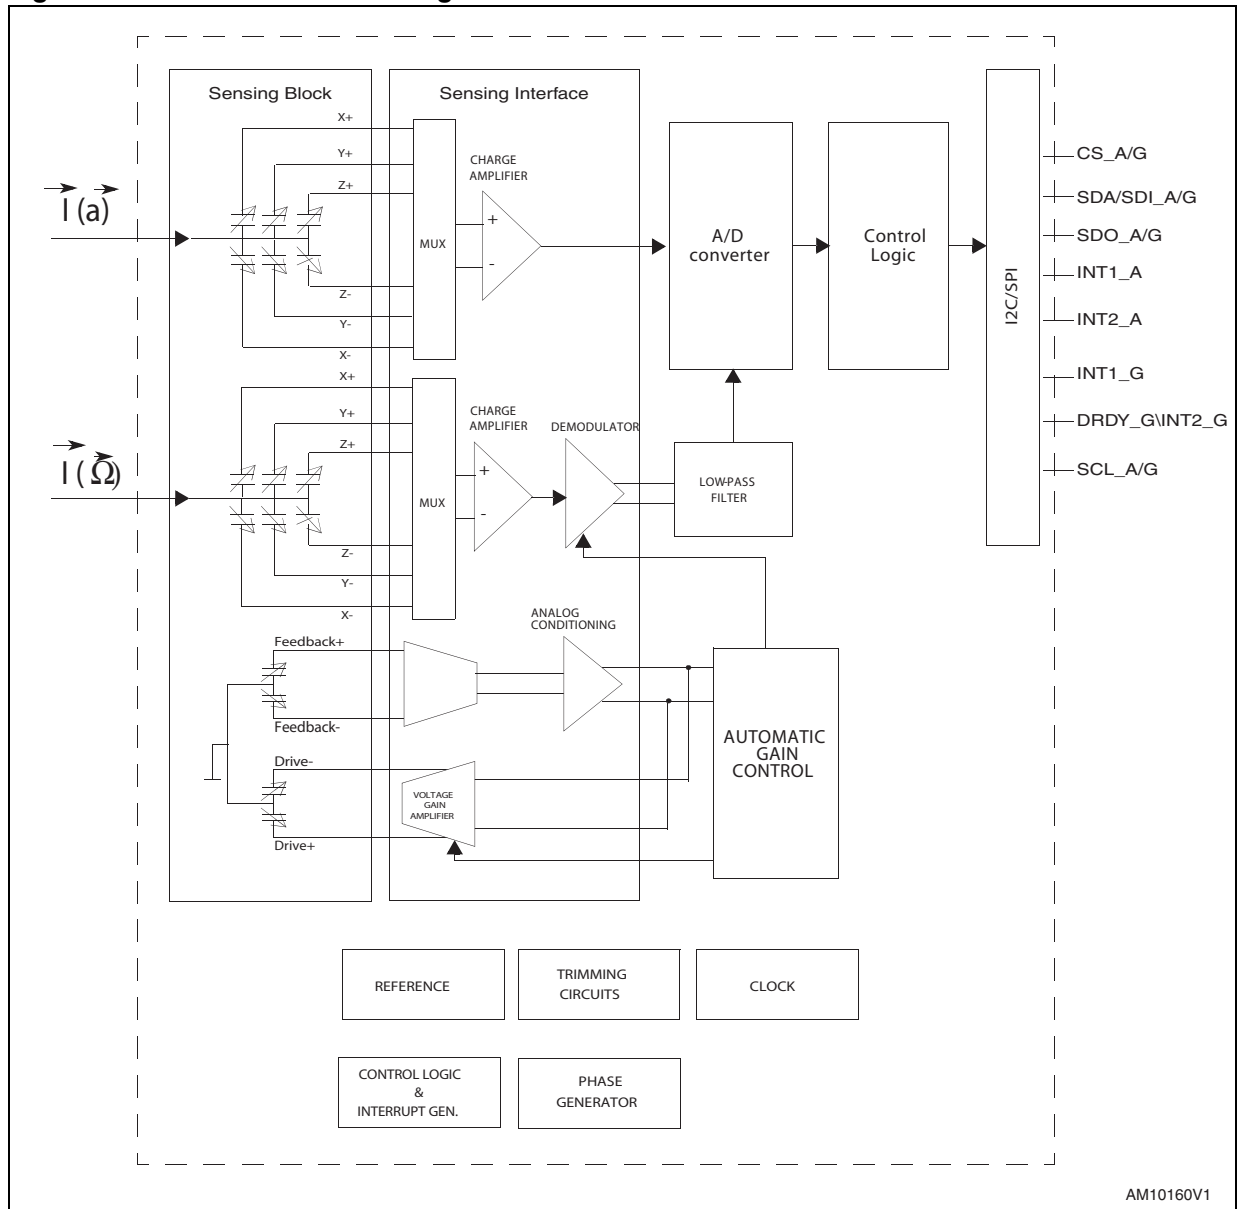 Sensing Block
Sensing Interface
X+
Y+
Z+
CHARGE
AMPLIFIER
I (a)
+
-
MUX
A/D
converter
Control
Logic
I2C/SPI
CS_A/G
SDA/SDI_A/G
SDO_A/G
INT1_A
INT2_A
INT1_G
DRDY_G\INT2_G
SCL_A/G
Z-
Y-
X-
X+
Y+
Z+
CHARGE
AMPLIFIER
DEMODULATOR
I (Ω)
+
-
MUX
LOW-PASS
FILTER
Z-
Y-
X-
ANALOG
CONDITIONING
Feedback+
Feedback-
AUTOMATIC
GAIN
CONTROL
Drive-
VOLTAGE
GAIN
AMPLIFIER
Drive+
REFERENCE
TRIMMING
CIRCUITS
CLOCK
CONTROL LOGIC
&
INTERRUPT GEN.
PHASE
GENERATOR
AM10160V1